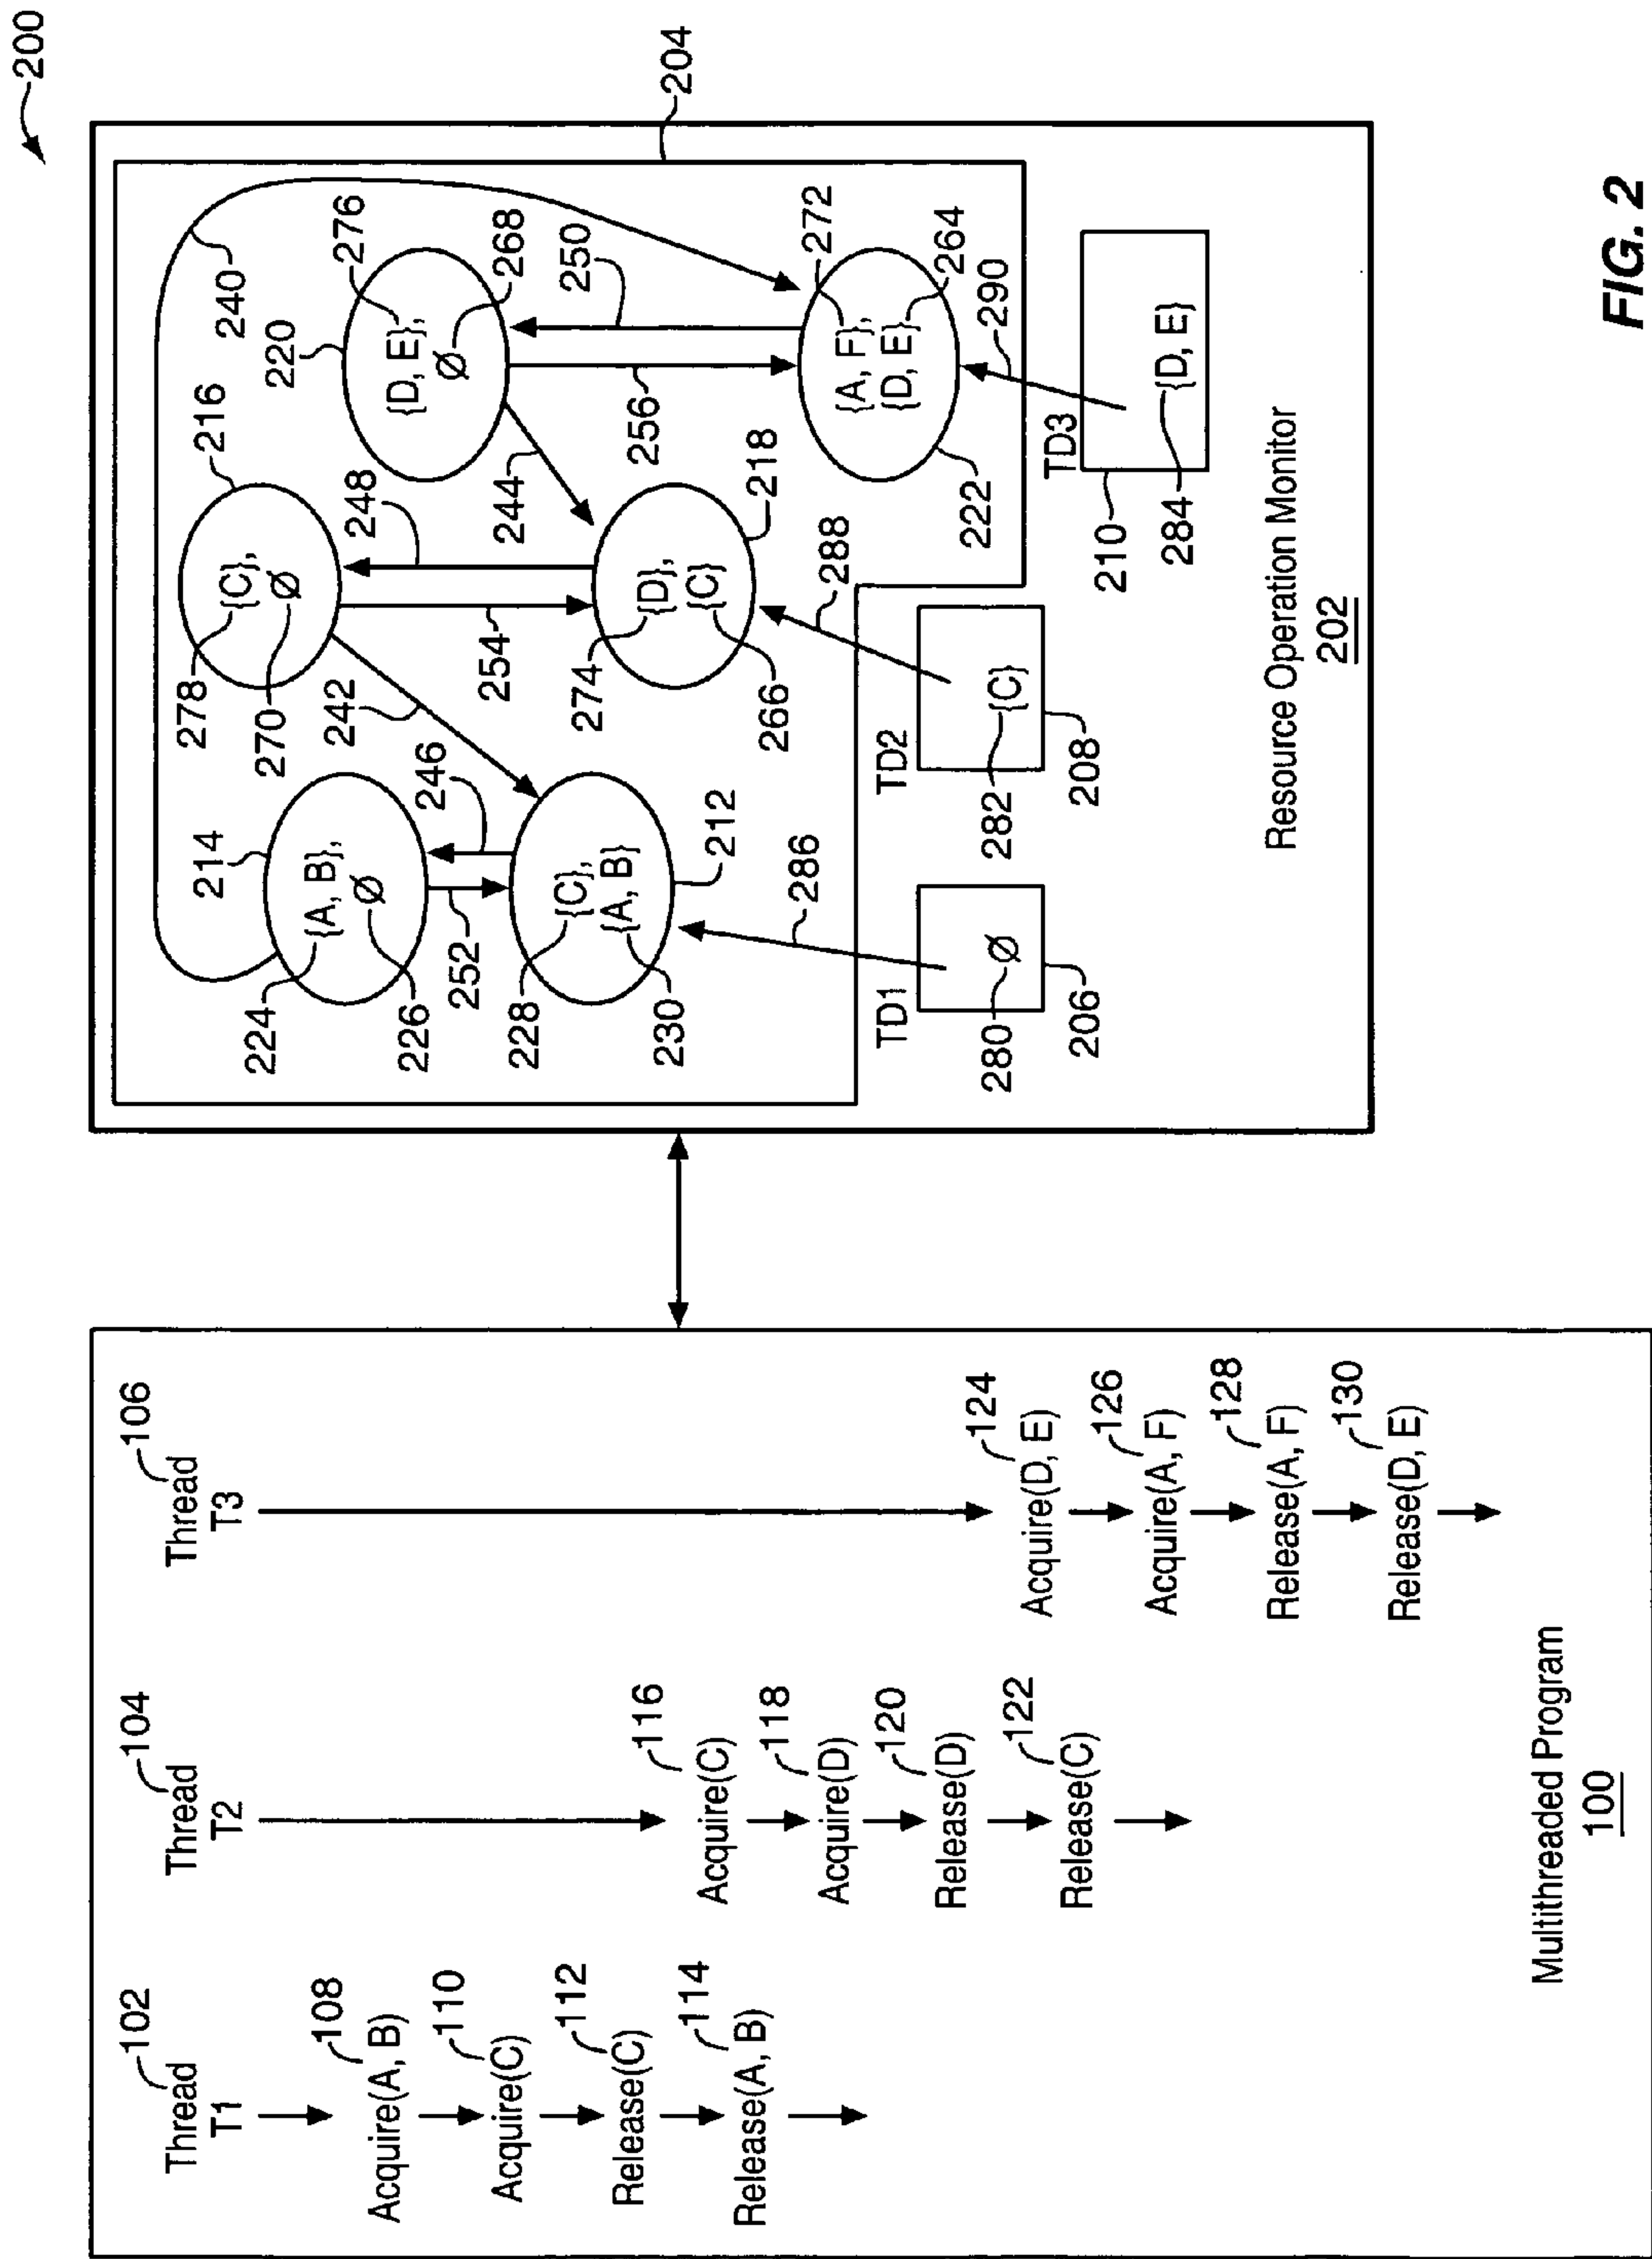 200
102
Thread
T1
108
Acquire(A, B)
110
Acquire(C)
112
Release(C)
114
Release(A, B)
104
Thread
T2
116
Acquire(C)
118
Acquire(D)
120
Release(D)
122
Release(C)
106
Thread
T3
124
Acquire(D, E)
126
Acquire(A, F)
128
Release(A, F)
130
Release(D, E)
Multithreaded Program
100
204
240
214
{A, B},
Ø
224
226
252
246
242
{C},
{A, B}
228
230
212
286
216
{C},
Ø
278
270
254
248
244
{D},
{C}
274
266
218
288
220
276
{D, E},
Ø
268
250
256
272
{A, F},
{D, E}
264
222
290
TD1
Ø
280
206
TD2
{C}
282
208
TD3
{D, E}
210
284
Resource Operation Monitor
202
FIG. 2